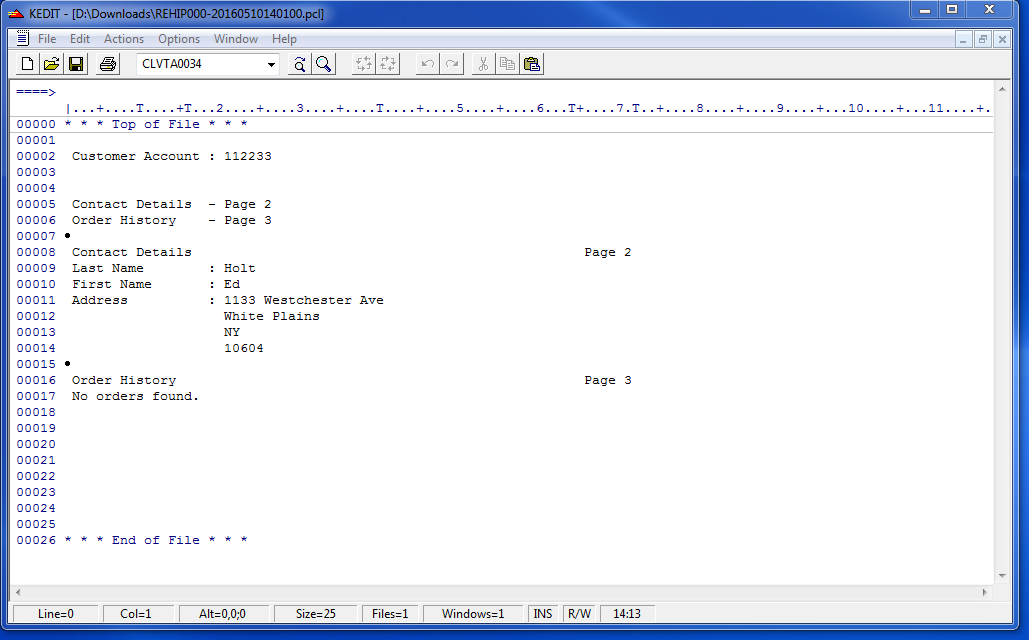 KEDIT - [D:\Downloads\REHIP000-20160510140100.pcl]
File Edit Actions Options Window Help
CLVTA0034
====>
|...+....T....+T...2....+....3....+....T....+....5....+....6...T+....7.T..+....8....+....9....+...10....+...11....+.
00000 * * * Top of File * * *
00001
00002 Customer Account : 112233
00003
00004
00005 Contact Details - Page 2
00006 Order History - Page 3
00007 •
00008 Contact Details Page 2
00009 Last Name : Holt
00010 First Name : Ed
00011 Address : 1133 Westchester Ave
00012 White Plains
00013 NY
00014 10604
00015 •
00016 Order History Page 3
00017 No orders found.
00018
00019
00020
00021
00022
00023
00024
00025
00026 * * * End of File * * *
Line=0 Col=1 Alt=0,0;0 Size=25 Files=1 Windows=1 INS R/W 14:13